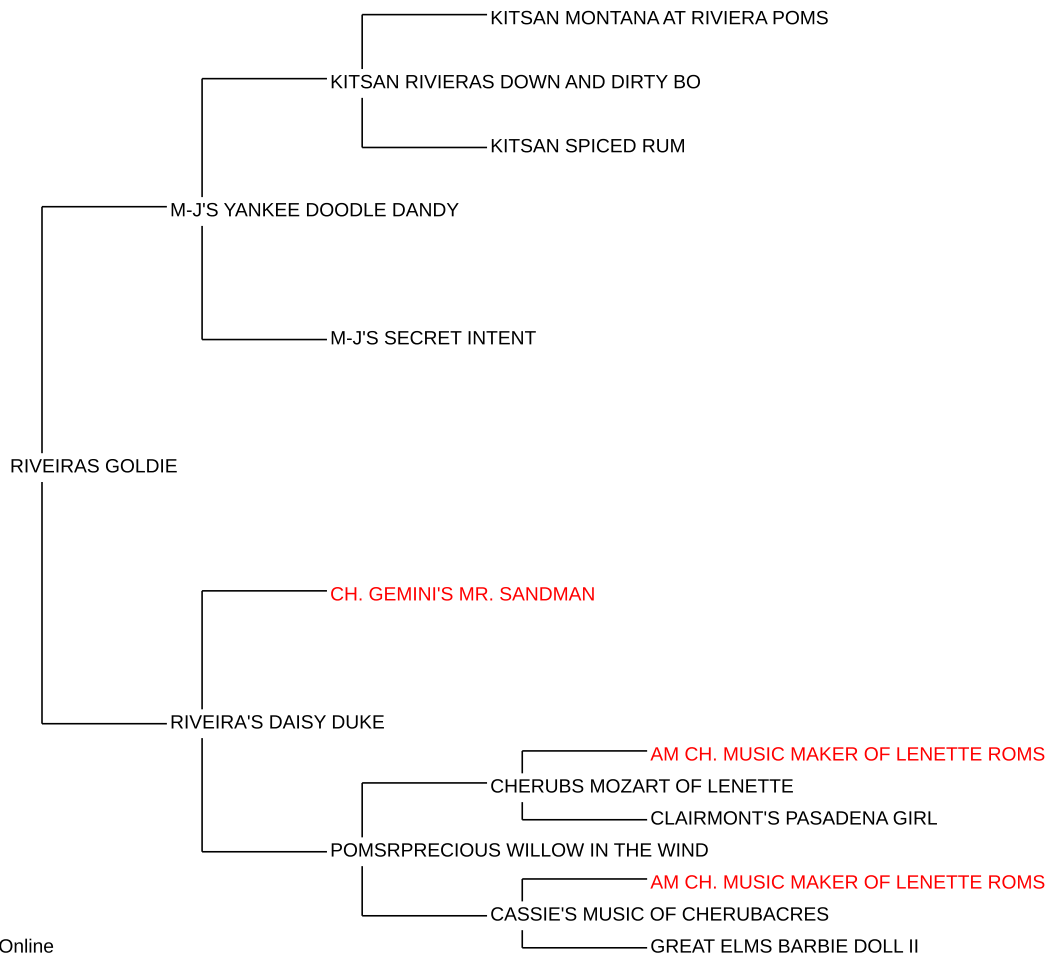 KITSAN MONTANA AT RIVIERA POMS
KITSAN RIVIERAS DOWN AND DIRTY BO
KITSAN SPICED RUM
M-J'S YANKEE DOODLE DANDY
M-J'S SECRET INTENT
RIVEIRAS GOLDIE
CH. GEMINI'S MR. SANDMAN
RIVEIRA'S DAISY DUKE
AM CH. MUSIC MAKER OF LENETTE ROMS
CHERUBS MOZART OF LENETTE
CLAIRMONT'S PASADENA GIRL
POMSRPRECIOUS WILLOW IN THE WIND
AM CH. MUSIC MAKER OF LENETTE ROMS
CASSIE'S MUSIC OF CHERUBACRES
GREAT ELMS BARBIE DOLL II
Online